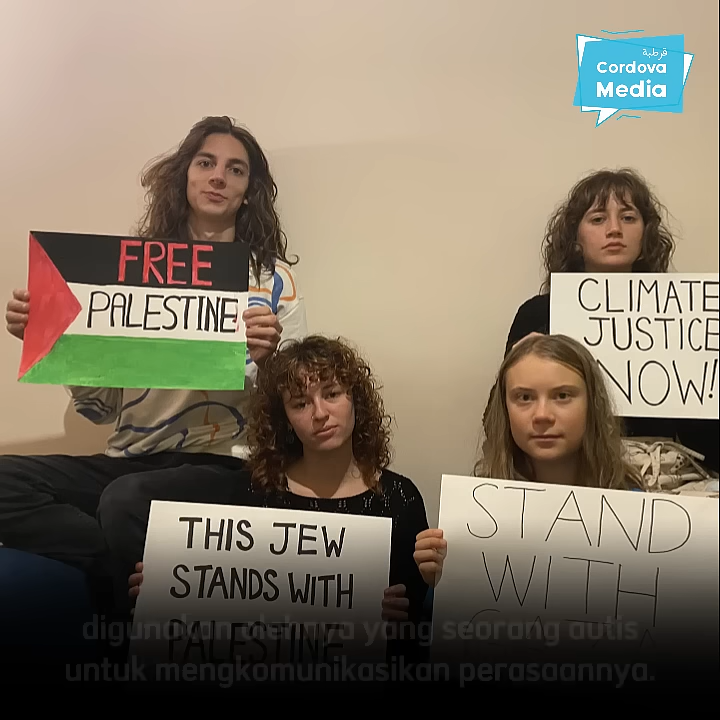 قرطبة
Cordova
Media
FREE
PALESTINE
CLIMATE
JUSTICE
NOW!
THIS JEW
STANDS WITH
PALESTINE
STAND
WITH
digunakan olehnya yang seorang autis
untuk mengkomunikasikan perasaannya.